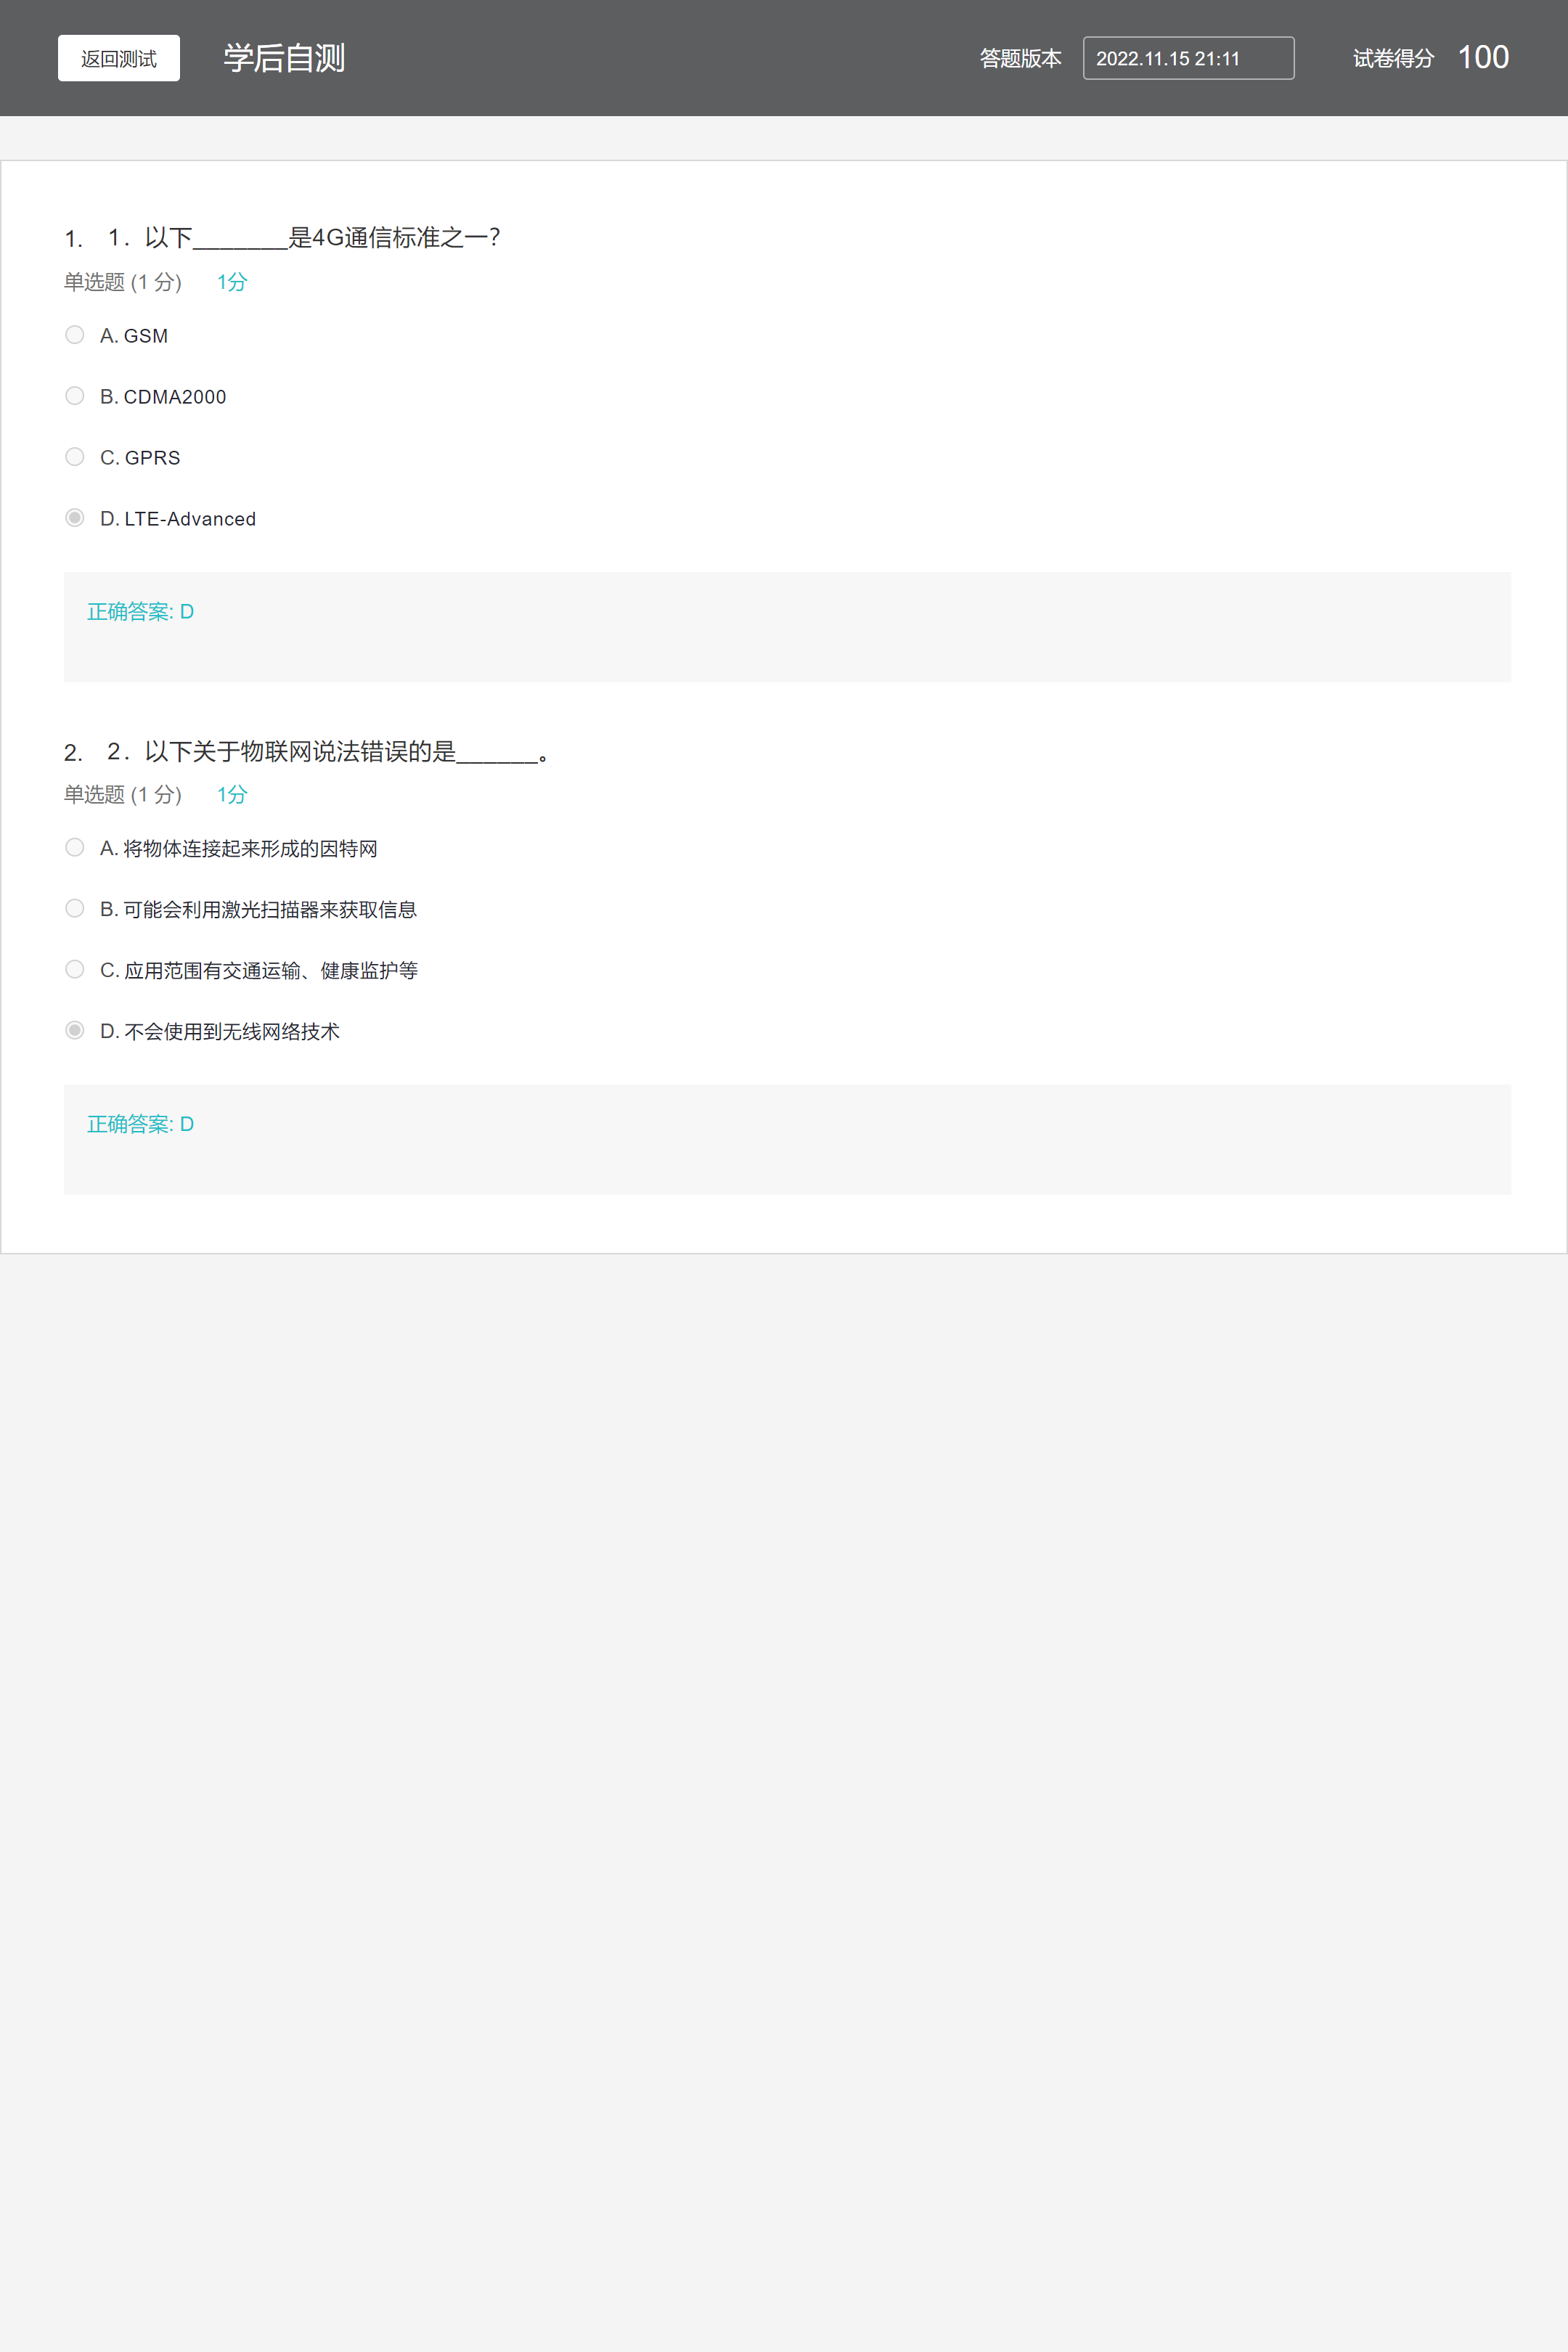 返回测试 学后自测 答题版本 2022.11.15 21:11 试卷得分 100
1. 1．以下_______是4G通信标准之一?
单选题 (1 分) 1分
A. GSM
B. CDMA2000
C. GPRS
D. LTE-Advanced
正确答案: D
2. 2．以下关于物联网说法错误的是______。
单选题 (1 分) 1分
A. 将物体连接起来形成的因特网
B. 可能会利用激光扫描器来获取信息
C. 应用范围有交通运输、健康监护等
D. 不会使用到无线网络技术
正确答案: D